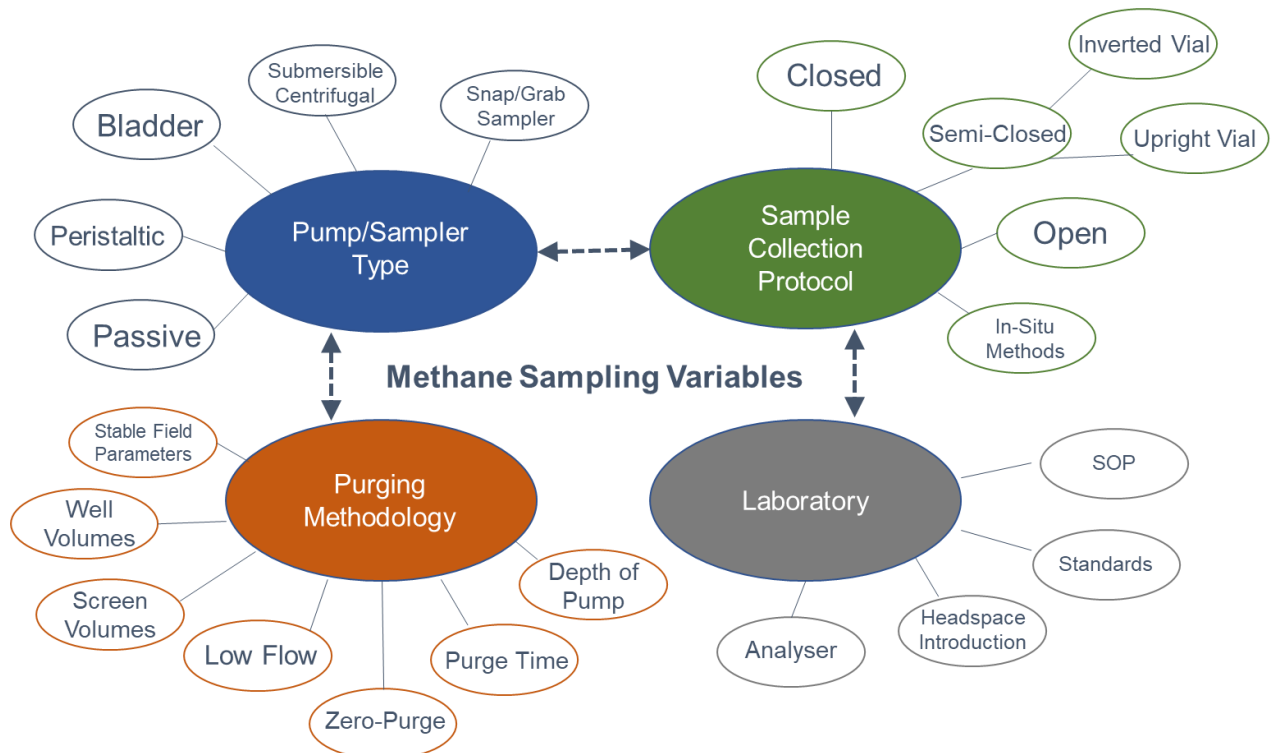 Submersible
Centrifugal
Snap/Grab
Sampler
Bladder
Peristaltic
Passive
Pump/Sampler
Type
Closed
Inverted Vial
Semi-Closed
Upright Vial
Open
In-Situ
Methods
Sample
Collection
Protocol
Methane Sampling Variables
Stable Field
Parameters
Well
Volumes
Screen
Volumes
Low Flow
Zero-Purge
Purge Time
Depth of
Pump
Purging
Methodology
Laboratory
SOP
Standards
Headspace
Introduction
Analyser